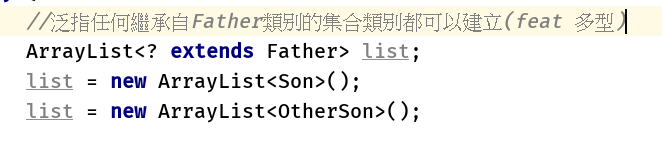 //泛指任何繼承自Father類別的集合類別都可以建立(feat 多型)
ArrayList<? extends Father> list;
list = new ArrayList<Son>();
list = new ArrayList<OtherSon>();